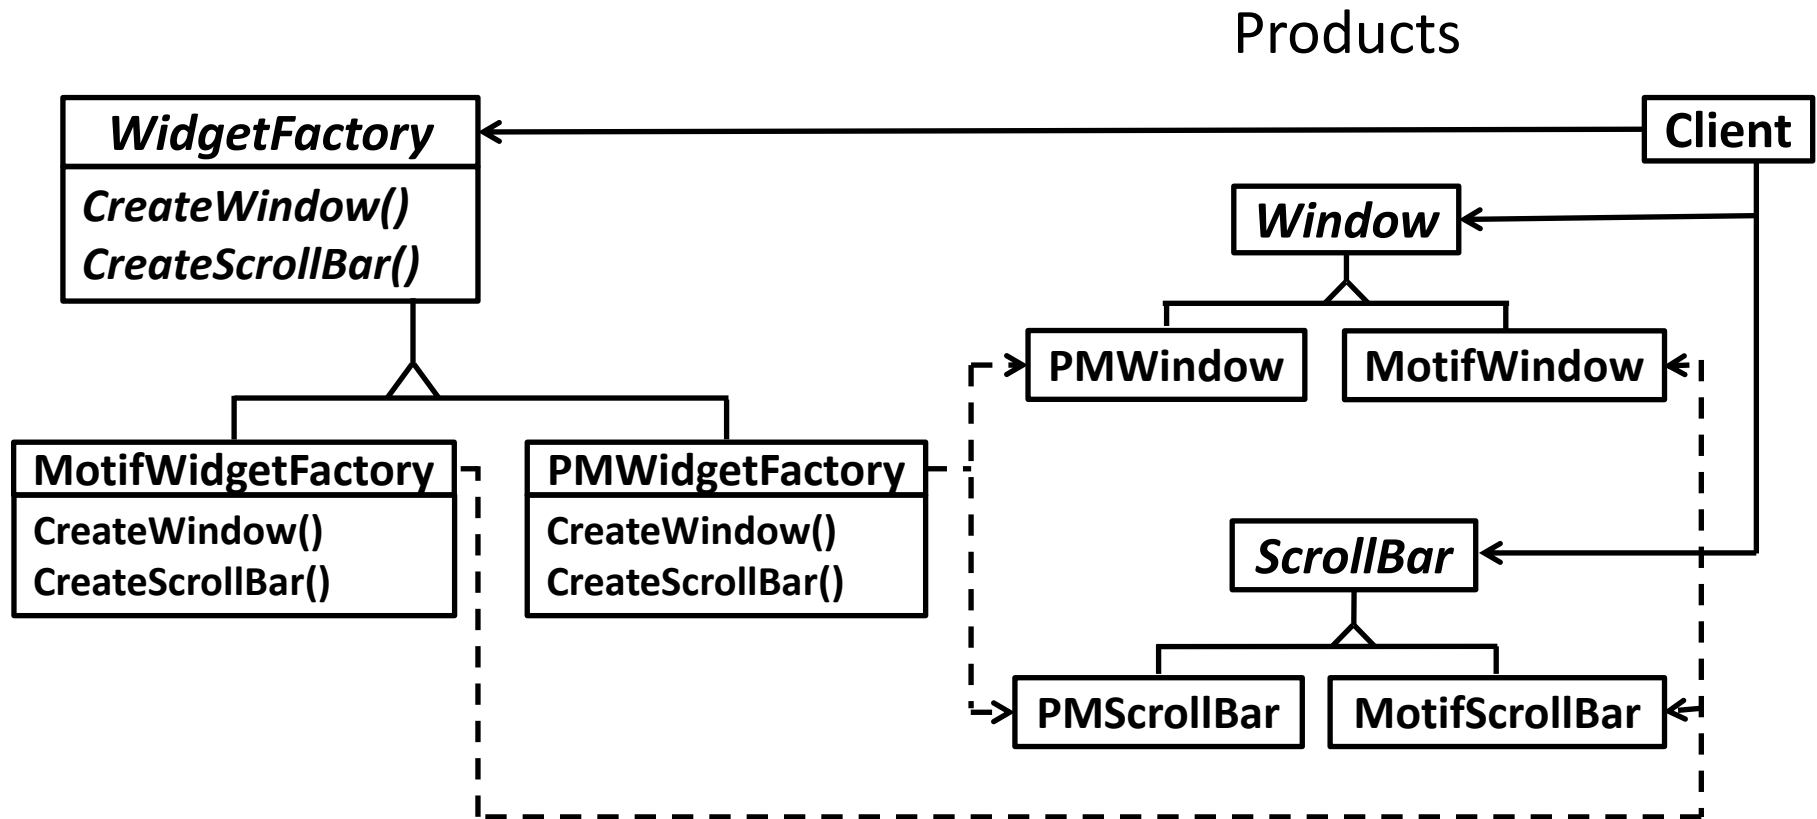 Products
WidgetFactory
CreateWindow()
CreateScrollBar()
Client
Window
PMWindow
MotifWindow
MotifWidgetFactory
CreateWindow()
CreateScrollBar()
PMWidgetFactory
CreateWindow()
CreateScrollBar()
ScrollBar
PMScrollBar
MotifScrollBar